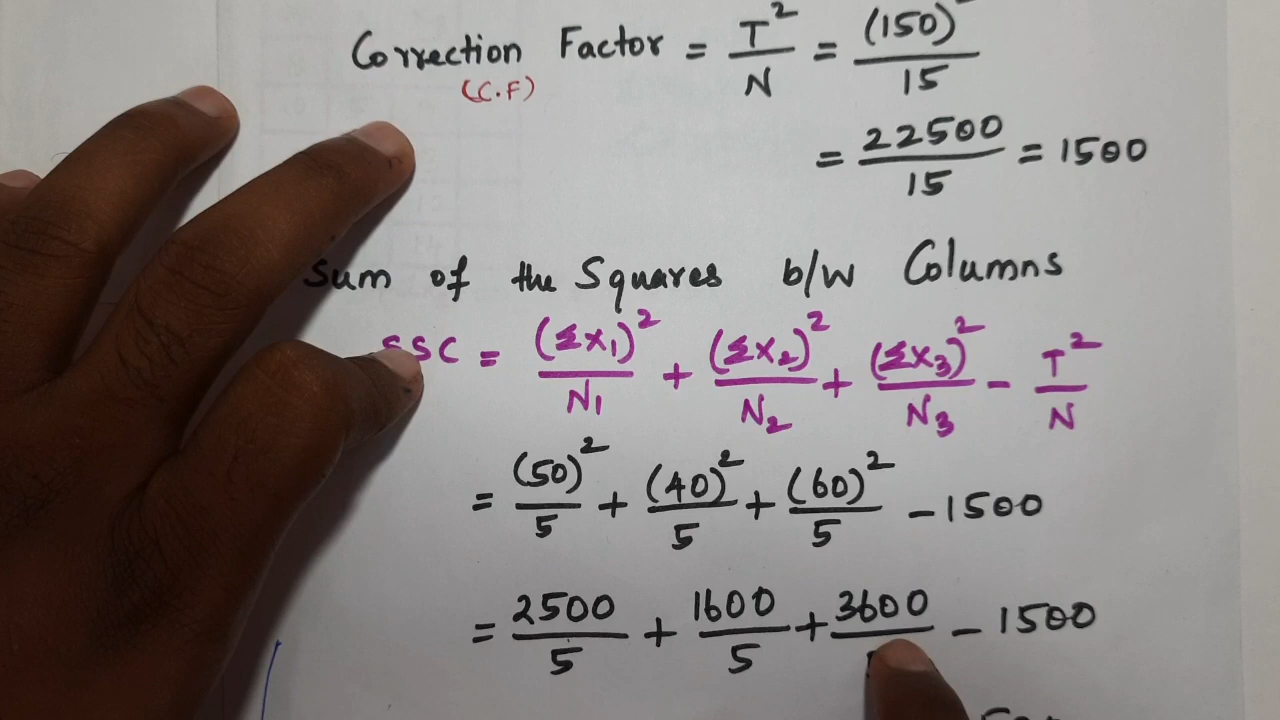 Correction Factor = T²/N = (150)²/15
(C.F)
= 22500/15 = 1500
Sum of the Squares b/w Columns
SSC = (ΣX₁)²/N₁ + (ΣX₂)²/N₂ + (ΣX₃)²/N₃ - T²/N
= (50)²/5 + (40)²/5 + (60)²/5 - 1500
= 2500/5 + 1600/5 + 3600/ - 1500